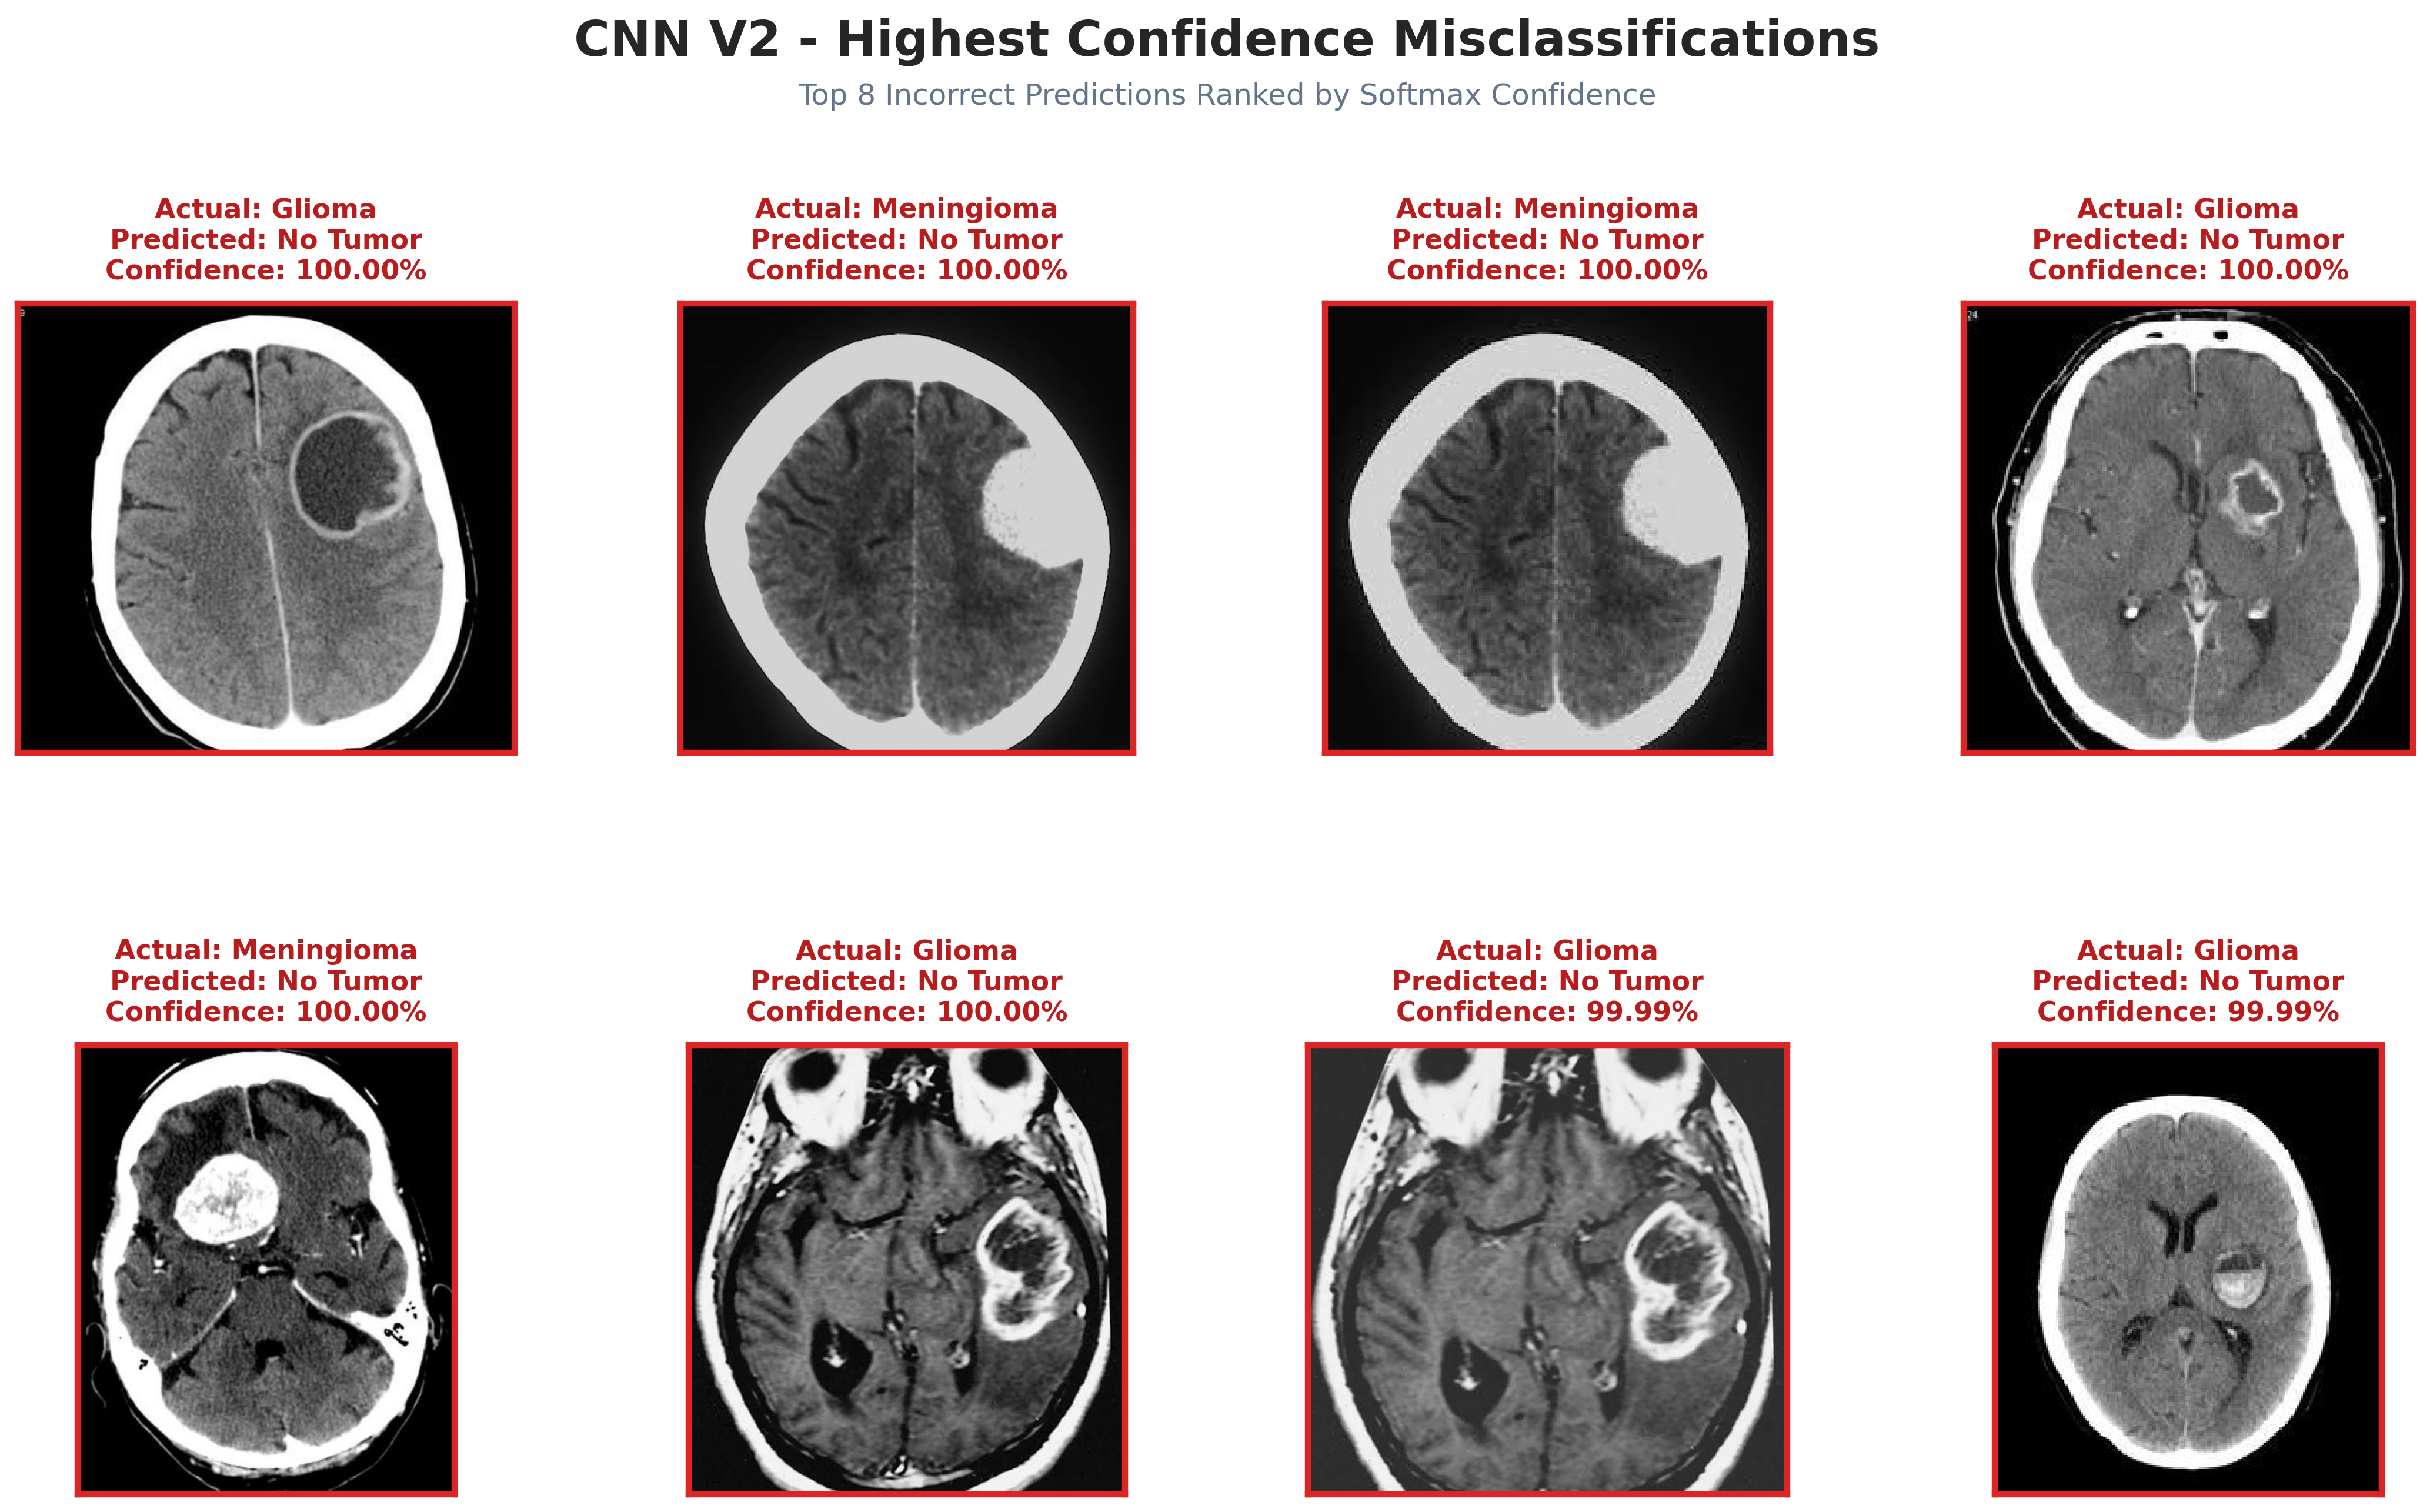 CNN V2 - Highest Confidence Misclassifications
Top 8 Incorrect Predictions Ranked by Softmax Confidence
Actual: Glioma
Predicted: No Tumor
Confidence: 100.00%
Actual: Meningioma
Predicted: No Tumor
Confidence: 100.00%
Actual: Meningioma
Predicted: No Tumor
Confidence: 100.00%
Actual: Glioma
Predicted: No Tumor
Confidence: 100.00%
9
24
Actual: Meningioma
Predicted: No Tumor
Confidence: 100.00%
Actual: Glioma
Predicted: No Tumor
Confidence: 100.00%
Actual: Glioma
Predicted: No Tumor
Confidence: 99.99%
Actual: Glioma
Predicted: No Tumor
Confidence: 99.99%